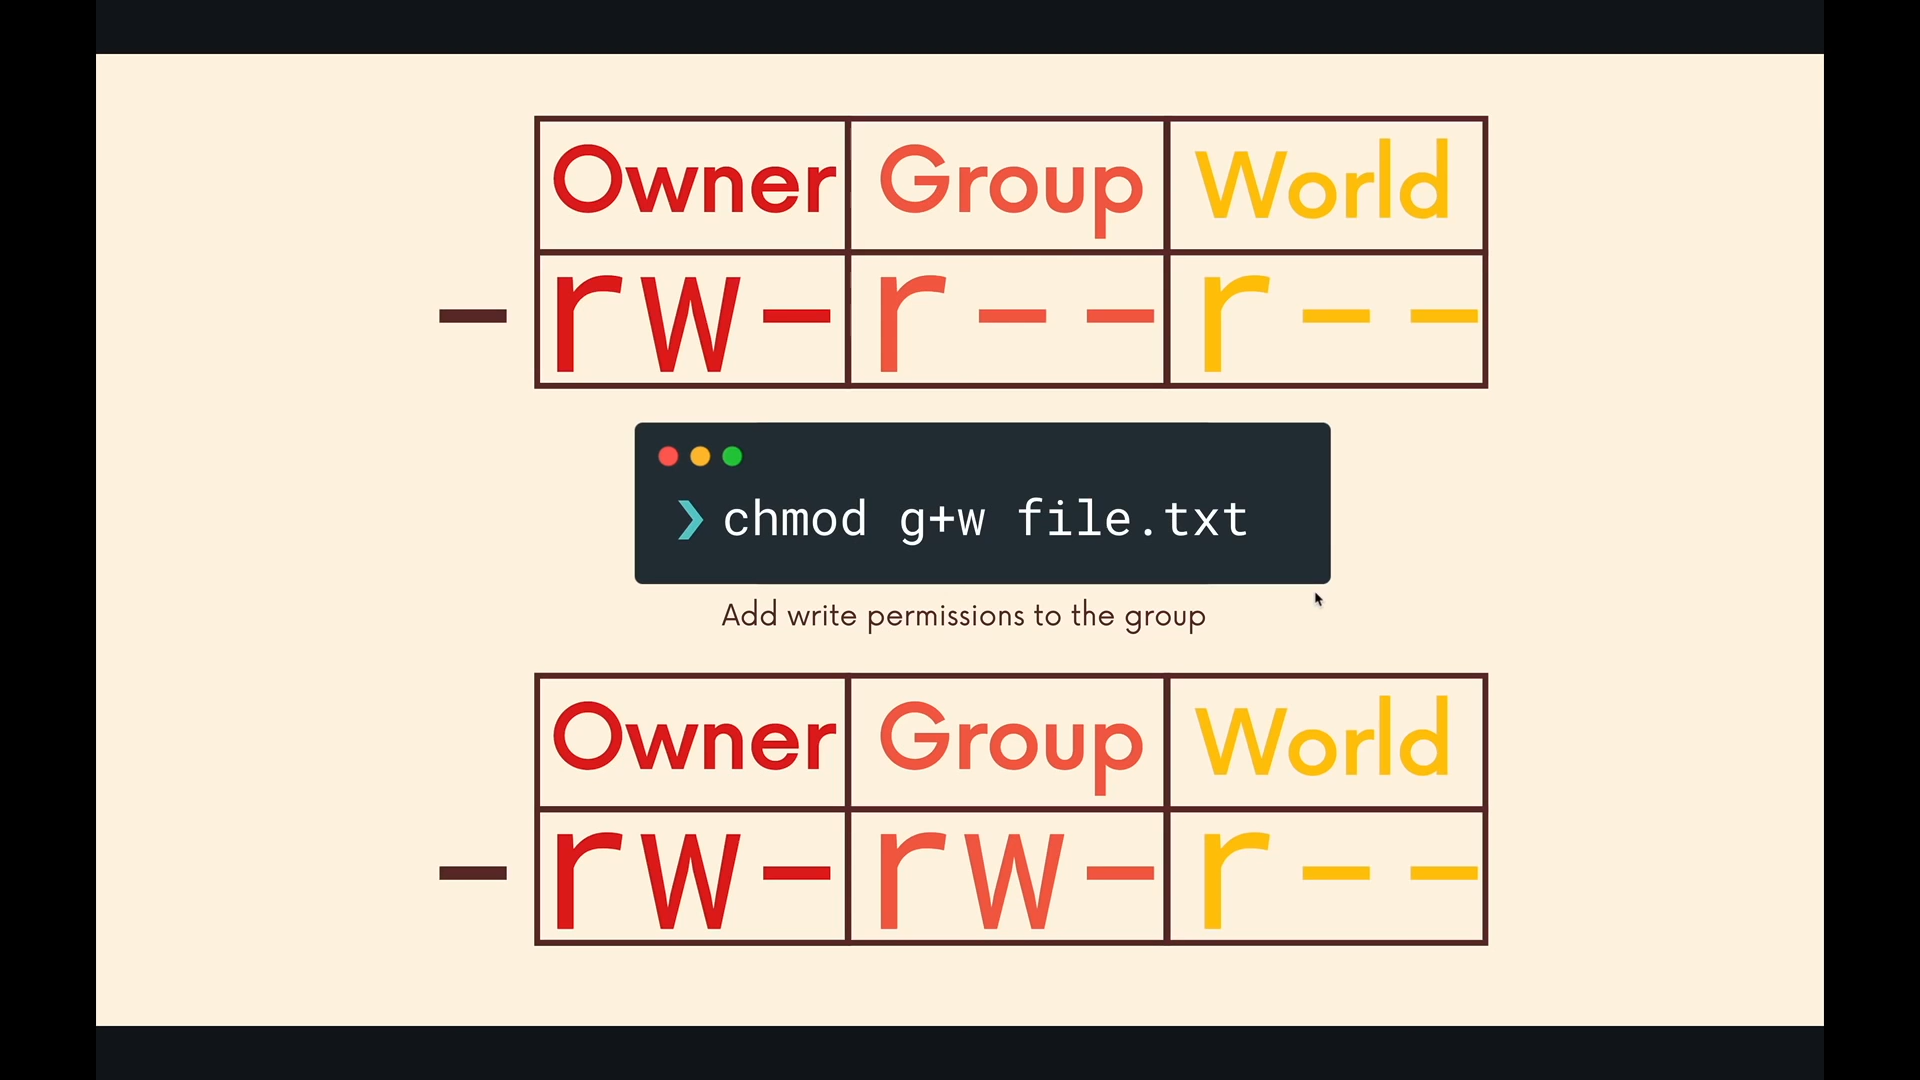 Owner Group World
-rw-r--r--
❯ chmod g+w file.txt
Add write permissions to the group
Owner Group World
-rw-rw-r--